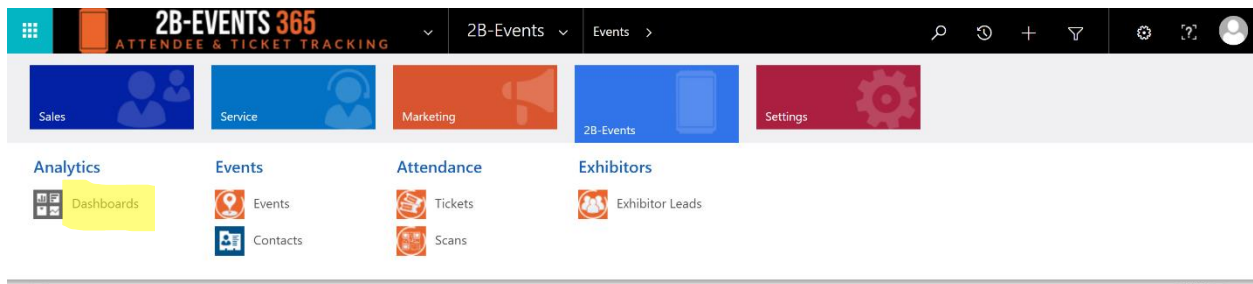 2B-EVENTS 365
ATTENDEE & TICKET TRACKING
2B-Events
Events >
[?]
Sales
Service
Marketing
2B-Events
Settings
Analytics
Events
Attendance
Exhibitors
Dashboards
Events
Tickets
Exhibitor Leads
Contacts
Scans